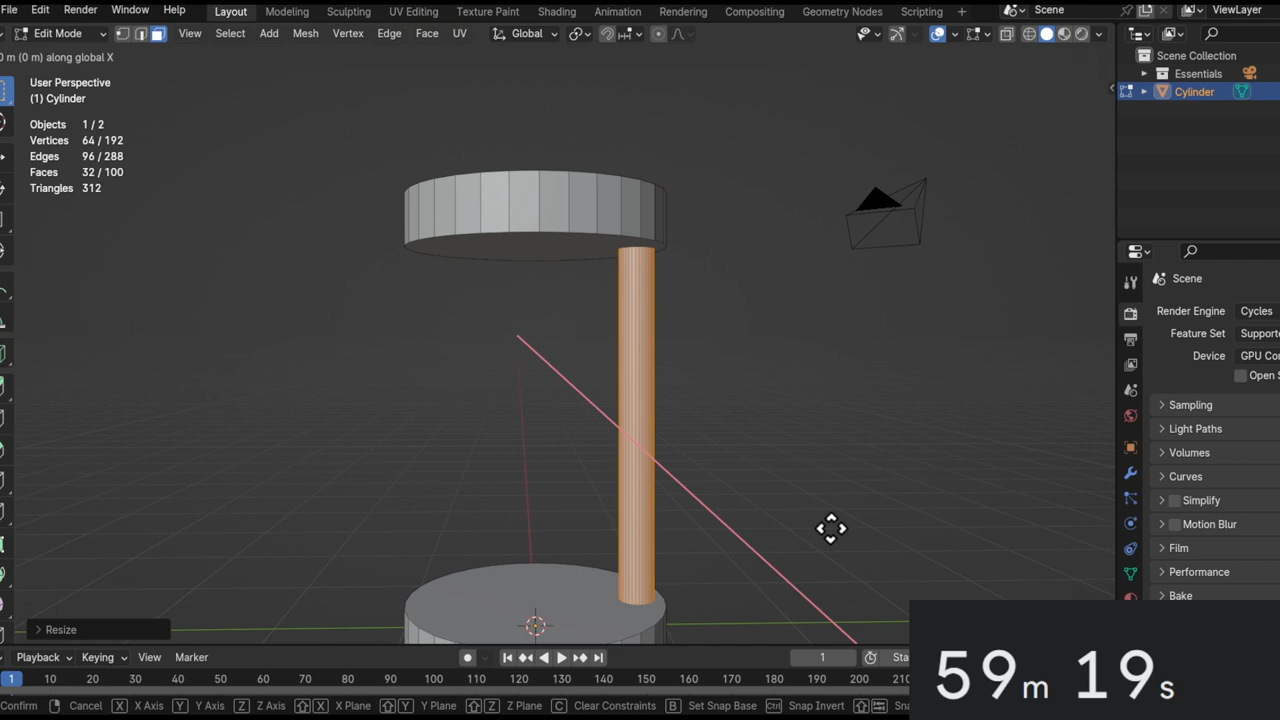 File Edit Render Window Help Layout Modeling Sculpting UV Editing Texture Paint Shading Animation Rendering Compositing Geometry Nodes Scripting + Scene ViewLayer
Edit Mode View Select Add Mesh Vertex Edge Face UV Global
0 m (0 m) along global X
Scene Collection
Essentials
Cylinder
User Perspective
(1) Cylinder
Objects 1 / 2
Vertices 64 / 192
Edges 96 / 288
Faces 32 / 100
Triangles 312
Scene
Render Engine Cycles
Feature Set
Device
Sampling
Light Paths
Volumes
Curves
Simplify
Motion Blur
Film
Performance
Bake
Resize
Playback Keying View Marker 1
1 10 20 30 40 50 60 70 80 90 100 110 120 130 140 150 160 170 180 190 200
Cancel X X Axis Y Y Axis Z Z Axis X X Plane Y Y Plane Z Z Plane C Clear Constraints B Set Snap Base Ctrl Snap Invert
59m 19s